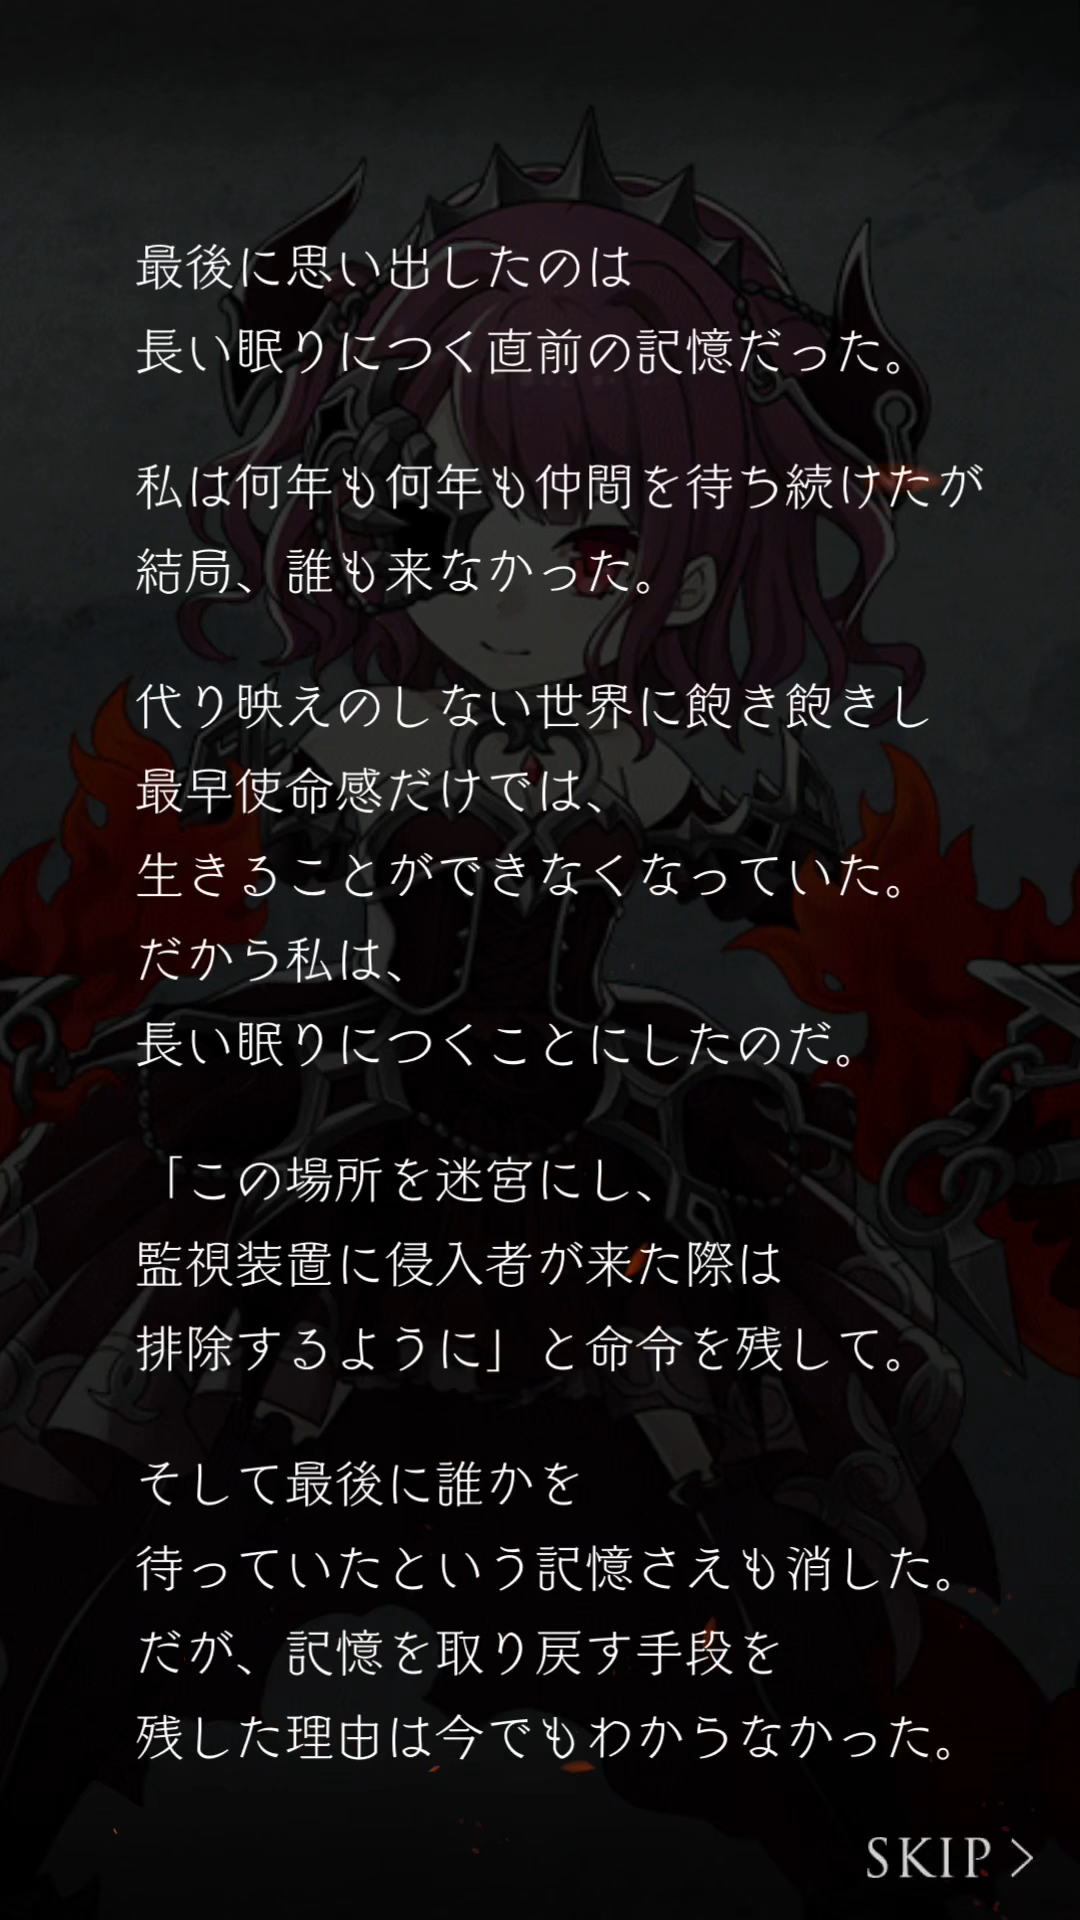 最後に思い出したのは
長い眠りにつく直前の記憶だった。
私は何年も何年も仲間を待ち続けたが
結局、誰も来なかった。
代り映えのしない世界に飽き飽きし
最早使命感だけでは、
生きることができなくなっていた。
だから私は、
長い眠りにつくことにしたのだ。
「この場所を迷宮にし、
監視装置に侵入者が来た際は
排除するように」と命令を残して。
そして最後に誰かを
待っていたという記憶さえも消した。
だが、記憶を取り戻す手段を
残した理由は今でもわからなかった。
SKIP >